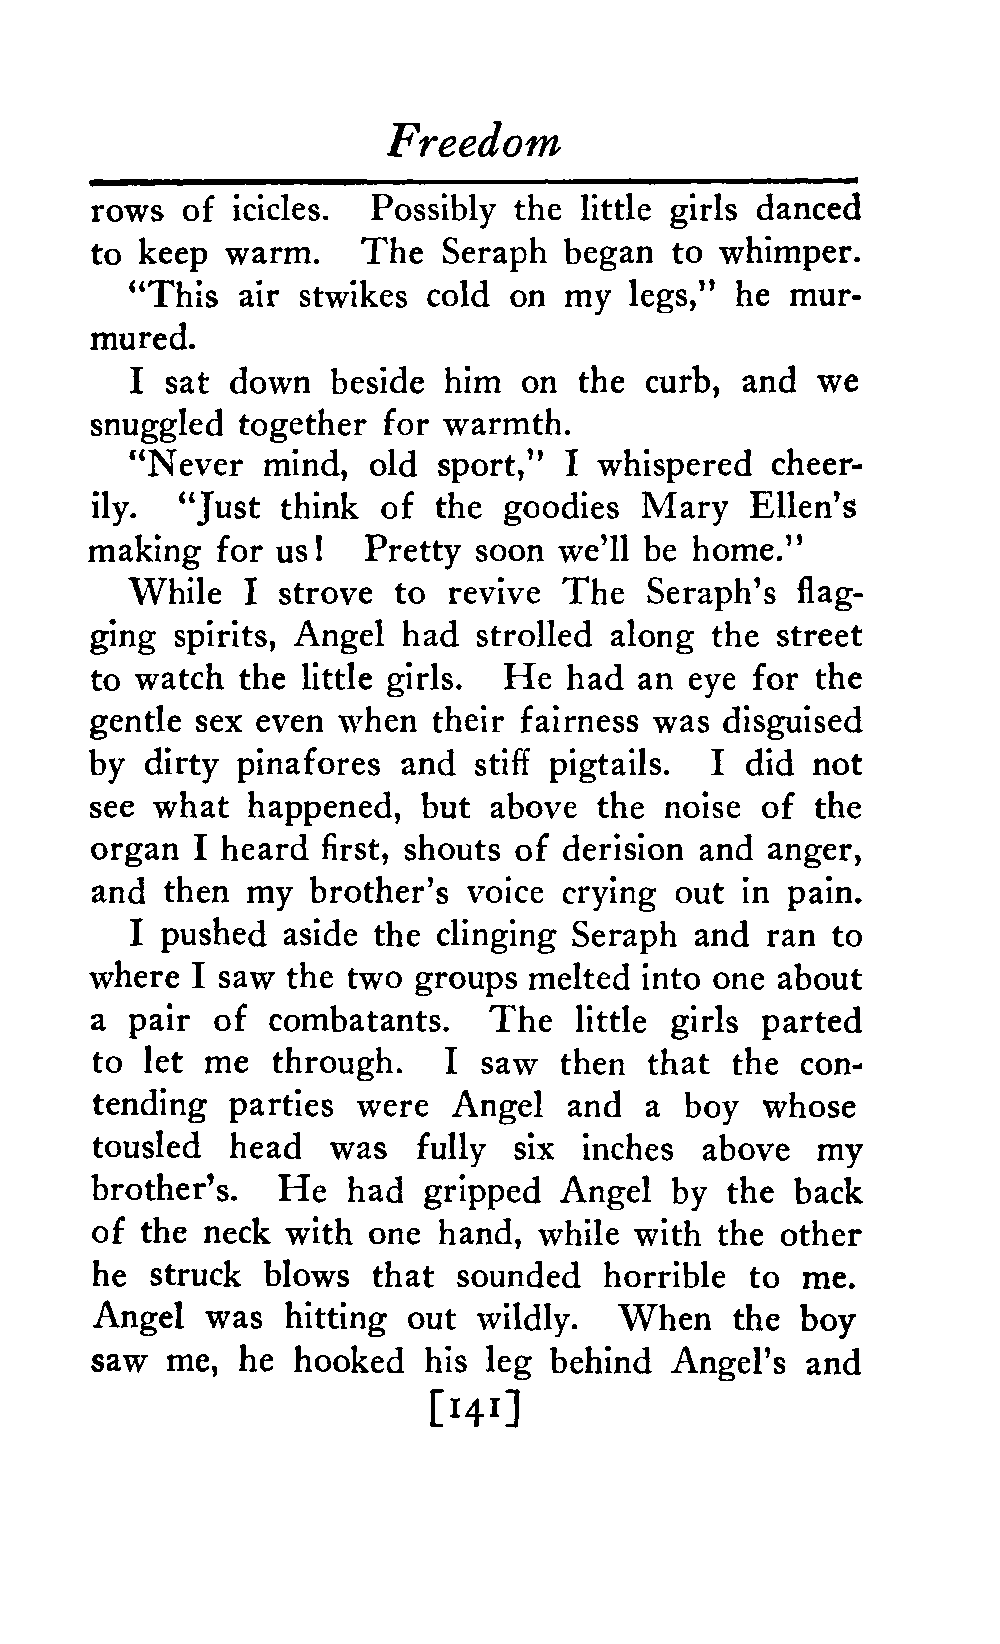 Freedom
rows of icicles. Possibly the little girls danced
to keep warm. The Seraph began to whimper.
"This air stwikes cold on my legs," he mur-
mured.
I sat down beside him on the curb, and we
snuggled together for warmth.
"Never mind, old sport," I whispered cheer-
ily. "Just think of the goodies Mary Ellen's
making for us! Pretty soon we'll be home."
While I strove to revive The Seraph's flag-
ging spirits, Angel had strolled along the street
to watch the little girls. He had an eye for the
gentle sex even when their fairness was disguised
by dirty pinafores and stiff pigtails. I did not
see what happened, but above the noise of the
organ I heard first, shouts of derision and anger,
and then my brother's voice crying out in pain.
I pushed aside the clinging Seraph and ran to
where I saw the two groups melted into one about
a pair of combatants. The little girls parted
to let me through. I saw then that the con-
tending parties were Angel and a boy whose
tousled head was fully six inches above my
brother's. He had gripped Angel by the back
of the neck with one hand, while with the other
he struck blows that sounded horrible to me.
Angel was hitting out wildly. When the boy
saw me, he hooked his leg behind Angel's and
[141]